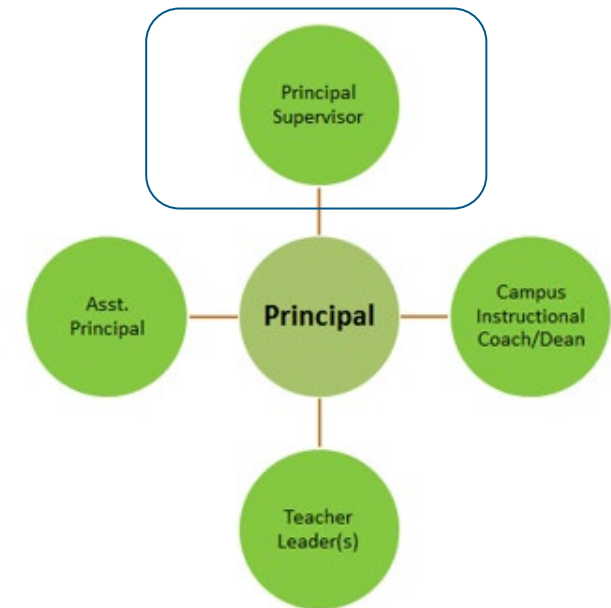 Principal
Supervisor
Asst.
Principal
Principal
Campus
Instructional
Coach/Dean
Teacher
Leader(s)